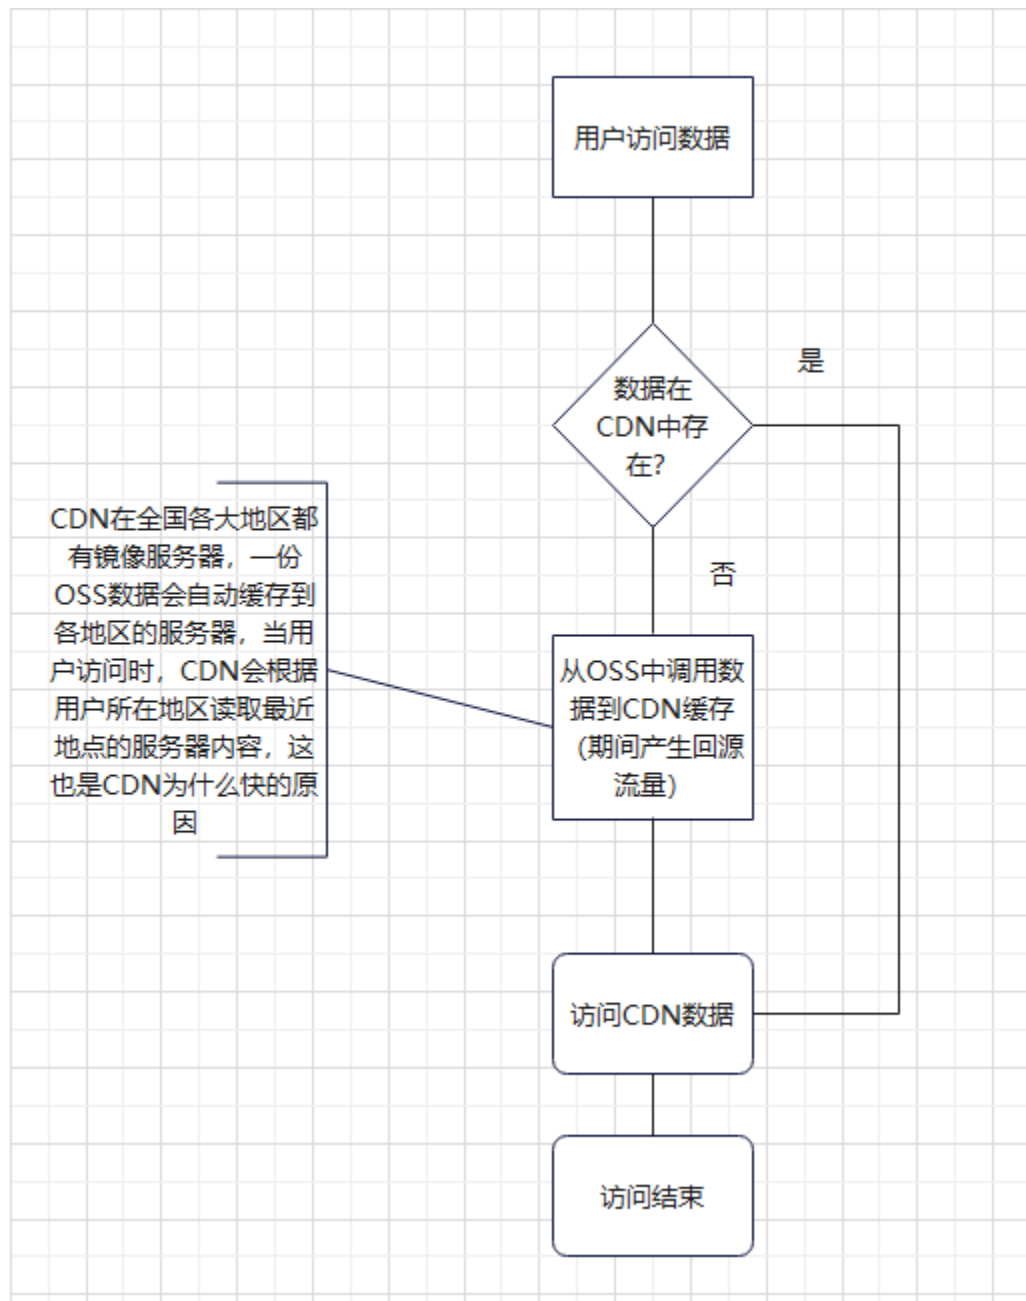 用户访问数据
是
数据在
CDN中存
在？
否
CDN在全国各大地区都
有镜像服务器，一份
OSS数据会自动缓存到
各地区的服务器，当用
户访问时，CDN会根据
用户所在地区读取最近
地点的服务器内容，这
也是CDN为什么快的原
因
从OSS中调用数
据到CDN缓存
（期间产生回源
流量）
访问CDN数据
访问结束